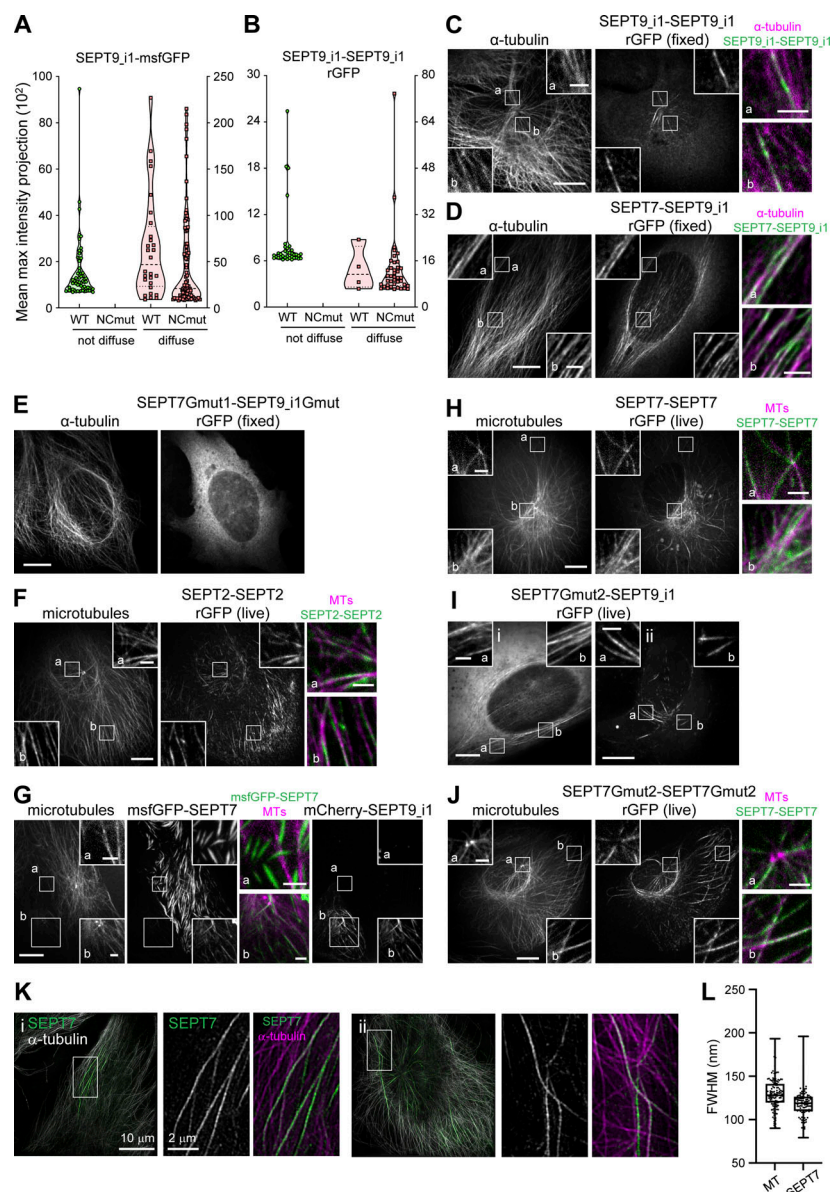 A
SEPT9_i1-msfGFP
Mean max intensity projection (10²)
100
80
60
40
20
0
250
200
150
100
50
0
WT NCmut WT NCmut
not diffuse diffuse
B
SEPT9_i1-SEPT9_i1
rGFP
30
24
18
12
6
0
80
64
48
32
16
0
WT NCmut WT NCmut
not diffuse diffuse
C
α-tubulin
SEPT9_i1-SEPT9_i1
rGFP (fixed)
α-tubulin
SEPT9_i1-SEPT9_i1
a
a
b
b
a
b
a
b
D
α-tubulin
SEPT7-SEPT9_i1
rGFP (fixed)
α-tubulin
SEPT7-SEPT9_i1
a
a
b
b
a
b
a
b
E
SEPT7Gmut1-SEPT9_i1Gmut
α-tubulin
rGFP (fixed)
F
microtubules
SEPT2-SEPT2
rGFP (live)
MTs
SEPT2-SEPT2
a
a
b
b
a
b
a
b
G
microtubules
msfGFP-SEPT7
msfGFP-SEPT7
MTs
mCherry-SEPT9_i1
a
a
b
b
a
b
a
b
a
a
b
b
H
microtubules
SEPT7-SEPT7
rGFP (live)
MTs
SEPT7-SEPT7
a
a
b
b
a
b
a
b
I
SEPT7Gmut2-SEPT9_i1
rGFP (live)
i
a
b
a
b
ii
a
b
a
b
J
SEPT7Gmut2-SEPT7Gmut2
microtubules
rGFP (live)
MTs
SEPT7-SEPT7
a
a
b
b
a
b
a
b
K
i SEPT7
α-tubulin
10 μm
SEPT7
2 μm
SEPT7
α-tubulin
ii
L
FWHM (nm)
250
200
150
100
50
MT
SEPT7